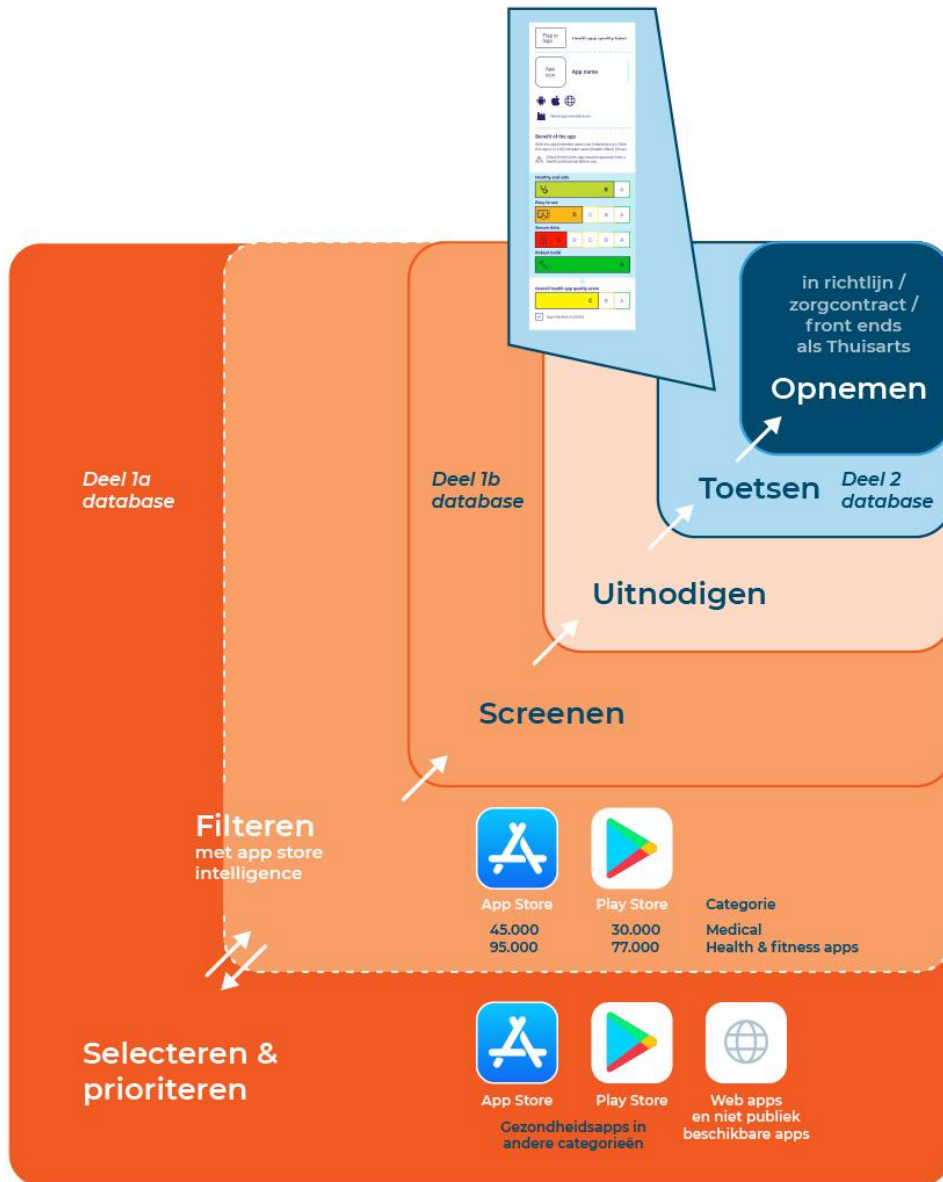 Flag or
logo
Health app quality label
App
icon
App name
Benefit of the app
Healthy and safe
B A
Easy to use
D C B A
Secure data
D C B A
Robust build
A
Overall health app quality score
C B A
in richtlijn /
zorgcontract /
front ends
als Thuisarts
Opnemen
Deel 1a
database
Deel 1b
database
Toetsen
Deel 2
database
Uitnodigen
Screenen
Filteren
met app store
intelligence
App Store Play Store Categorie
45.000 30.000 Medical
95.000 77.000 Health & fitness apps
Selecteren &
prioriteren
App Store Play Store Web apps
en niet publiek
beschikbare apps
Gezondheidsapps in
andere categorieën